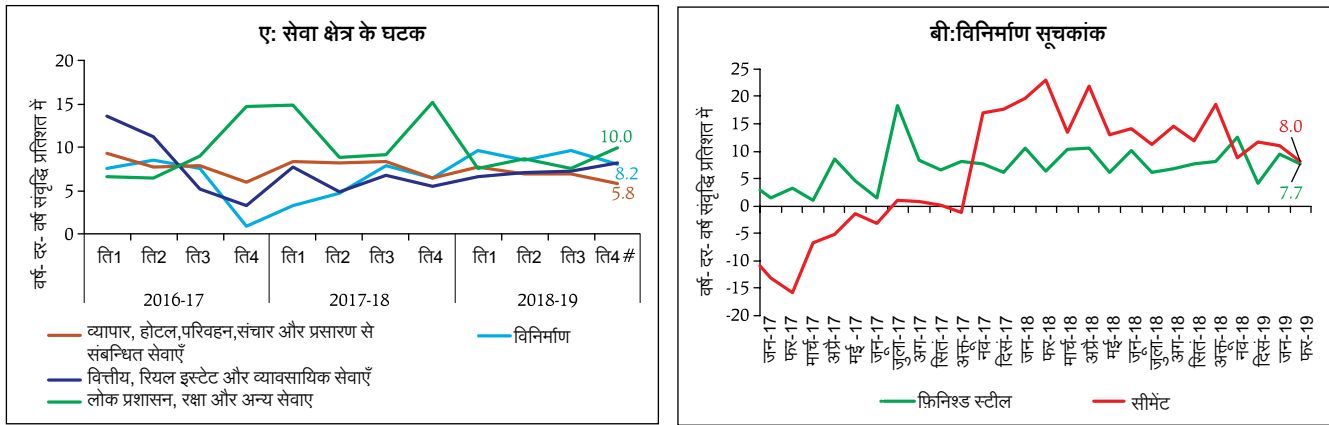 ए: सेवा क्षेत्र के घटक
वर्ष- दर- वर्ष संवृद्धि प्रतिशत में
20
15
10
5
0
10.0
8.2
5.8
ति1 ति2 ति3 ति4 ति1 ति2 ति3 ति4 ति1 ति2 ति3 ति4 #
2016-17 2017-18 2018-19
व्यापार, होटल,परिवहन,संचार और प्रसारण से
संबन्धित सेवाएँ
विनिर्माण
वित्तीय, रियल इस्टेट और व्यावसायिक सेवाएँ
लोक प्रशासन, रक्षा और अन्य सेवाए
बी:विनिर्माण सूचकांक
वर्ष- दर- वर्ष संवृद्धि प्रतिशत में
25
20
15
10
5
0
-5
-10
-15
-20
8.0
7.7
जन-17 फर-17 मार्च-17 अप्रै-17 मई -17 जून-17 जुला-17 अग-17 सित-17 अक्तू-17 नव-17 दिस-17 जन-18 फर-18 मार्च-18 अप्रै-18 मई-18 जून-18 जुला-18 अग-18 सित-18 अक्तू-18 नव-18 दिस-19 जन-19 फर-19
फ़िनिश्ड स्टील सीमेंट